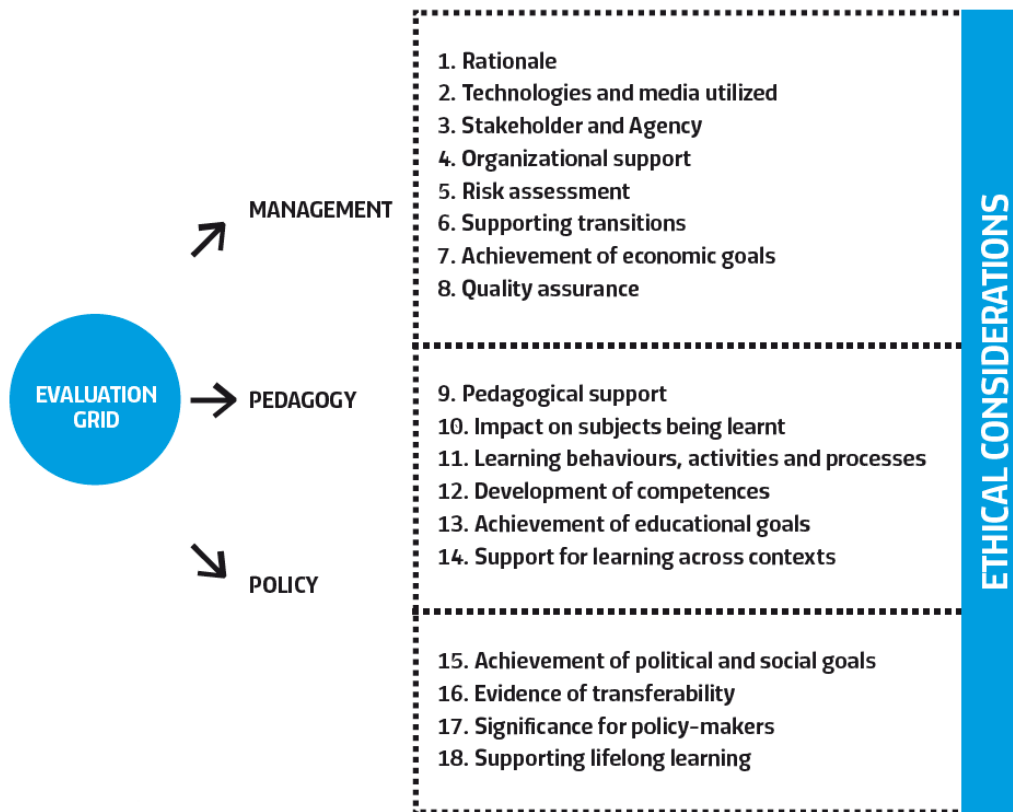 EVALUATION
GRID
MANAGEMENT
1. Rationale
2. Technologies and media utilized
3. Stakeholder and Agency
4. Organizational support
5. Risk assessment
6. Supporting transitions
7. Achievement of economic goals
8. Quality assurance
PEDAGOGY
9. Pedagogical support
10. Impact on subjects being learnt
11. Learning behaviours, activities and processes
12. Development of competences
13. Achievement of educational goals
14. Support for learning across contexts
POLICY
15. Achievement of political and social goals
16. Evidence of transferability
17. Significance for policy-makers
18. Supporting lifelong learning
ETHICAL CONSIDERATIONS